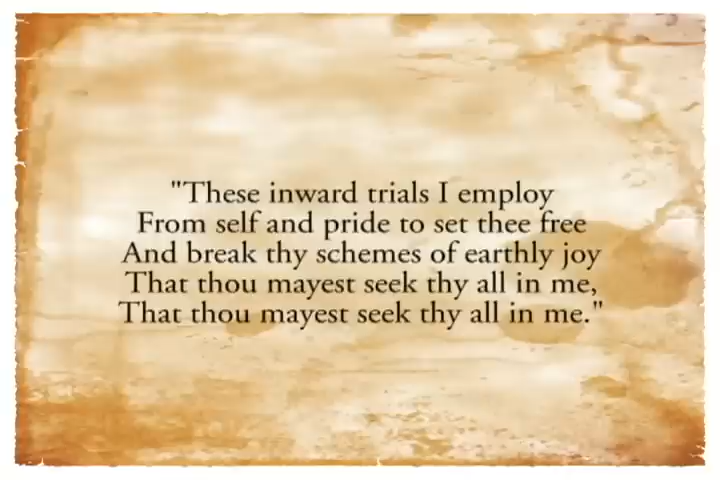 "These inward trials I employ
From self and pride to set thee free
And break thy schemes of earthly joy
That thou mayest seek thy all in me,
That thou mayest seek thy all in me."